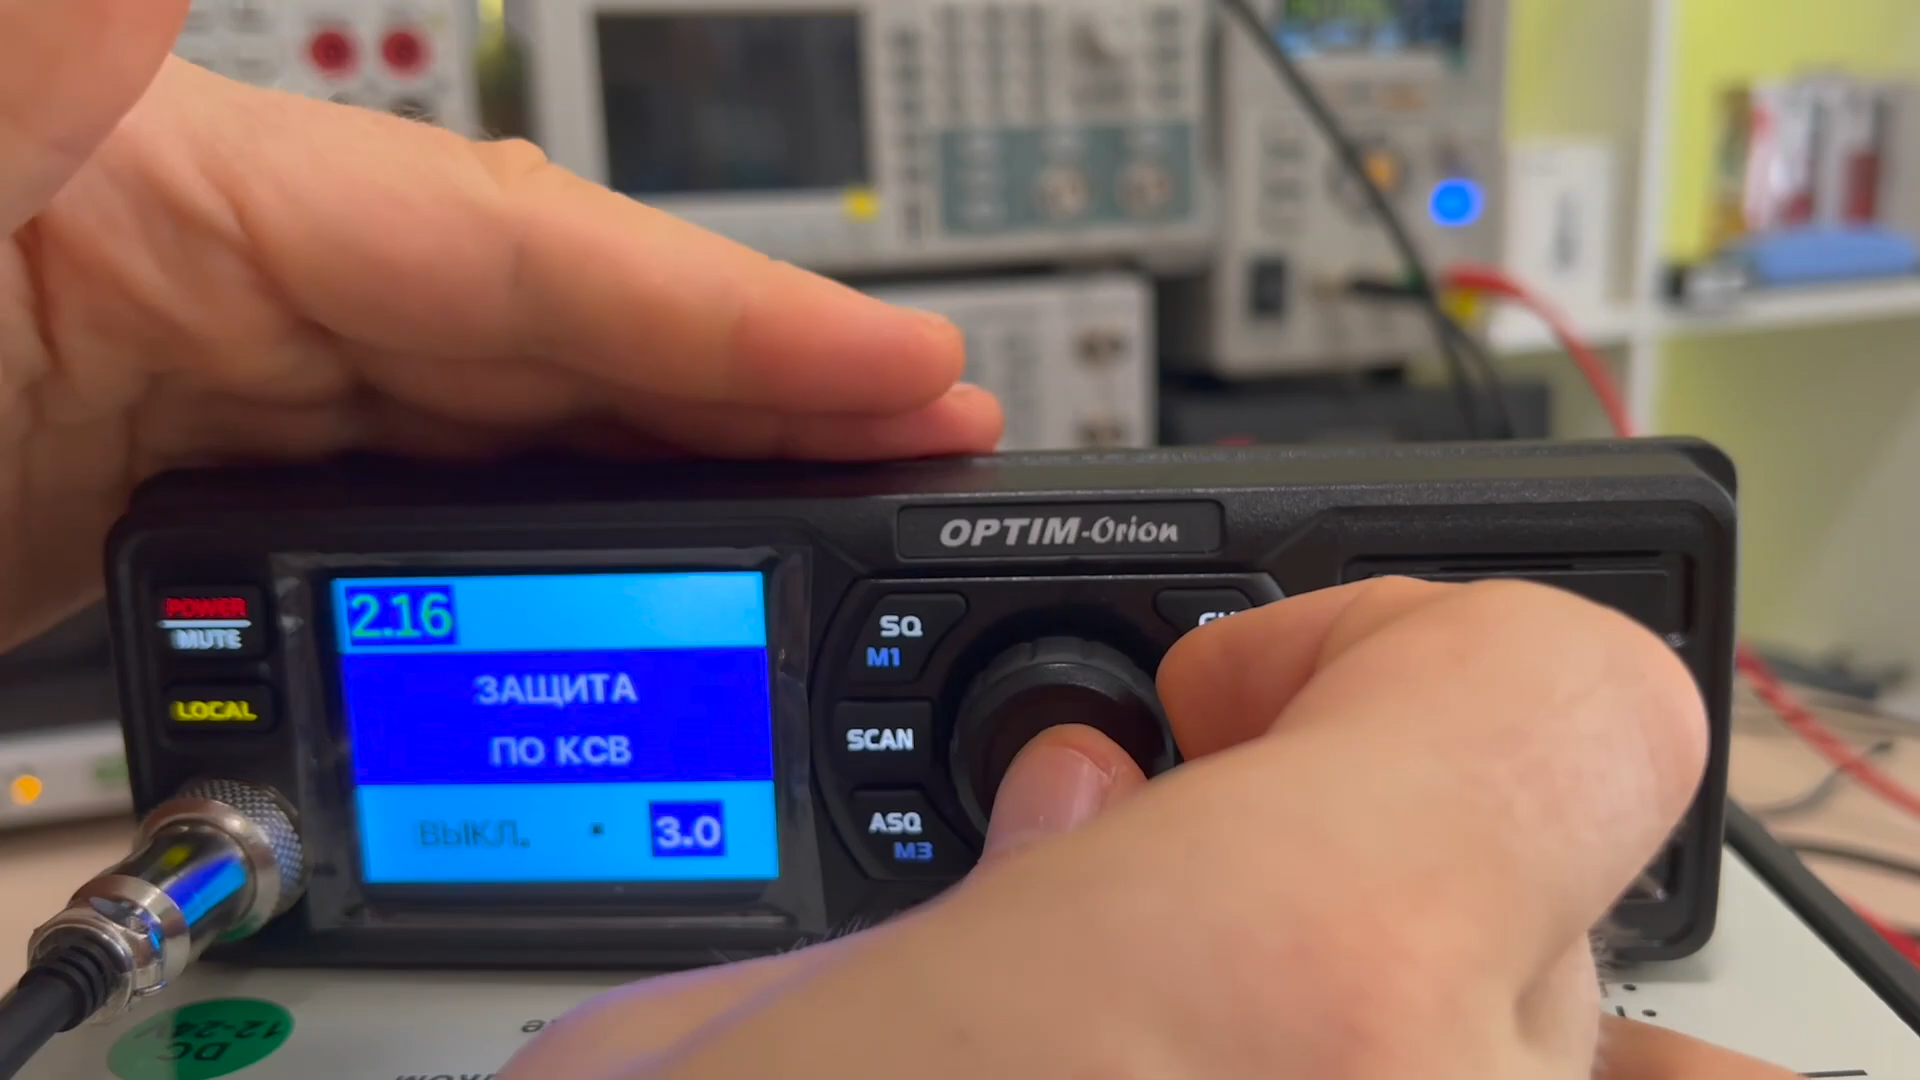 OPTIM-Orion
POWER
MUTE
LOCAL
2.16
ЗАЩИТА
ПО КСВ
ВЫКЛ. · 3.0
SQ
M1
SCAN
ASQ
M3
DC
12-24V